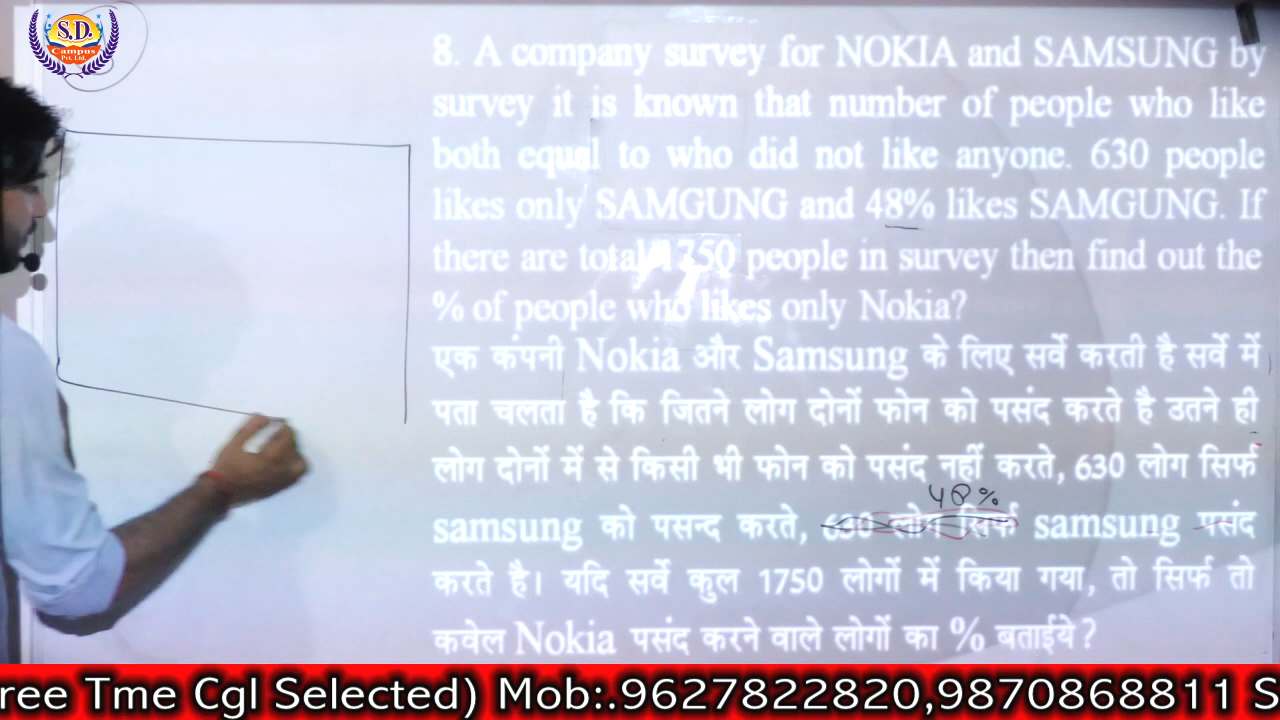 S.D.
Campus
Pvt. Ltd.
8. A company survey for NOKIA and SAMSUNG by
survey it is known that number of people who like
both equal to who did not like anyone. 630 people
likes only SAMGUNG and 48% likes SAMGUNG. If
there are total 1750 people in survey then find out the
% of people who likes only Nokia?
एक कंपनी Nokia और Samsung के लिए सर्वे करती है सर्वे में
पता चलता है कि जितने लोग दोनों फोन को पसंद करते है उतने ही
लोग दोनों में से किसी भी फोन को पसंद नहीं करते, 630 लोग सिर्फ
48%
samsung को पसन्द करते, 630 लोग सिर्फ samsung पसंद
करते है। यदि सर्वे कुल 1750 लोगों में किया गया, तो सिर्फ तो
कवेल Nokia पसंद करने वाले लोगों का % बताईये?
ree Tme Cgl Selected) Mob:.9627822820,9870868811 S